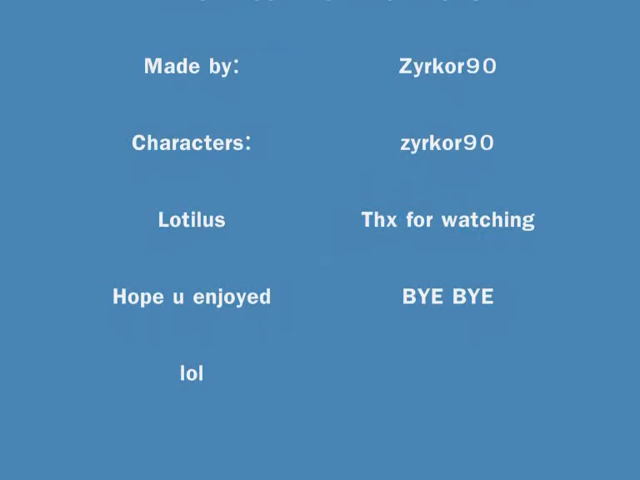 Made by: Zyrkor90
Characters: zyrkor90
Lotilus Thx for watching
Hope u enjoyed BYE BYE
lol